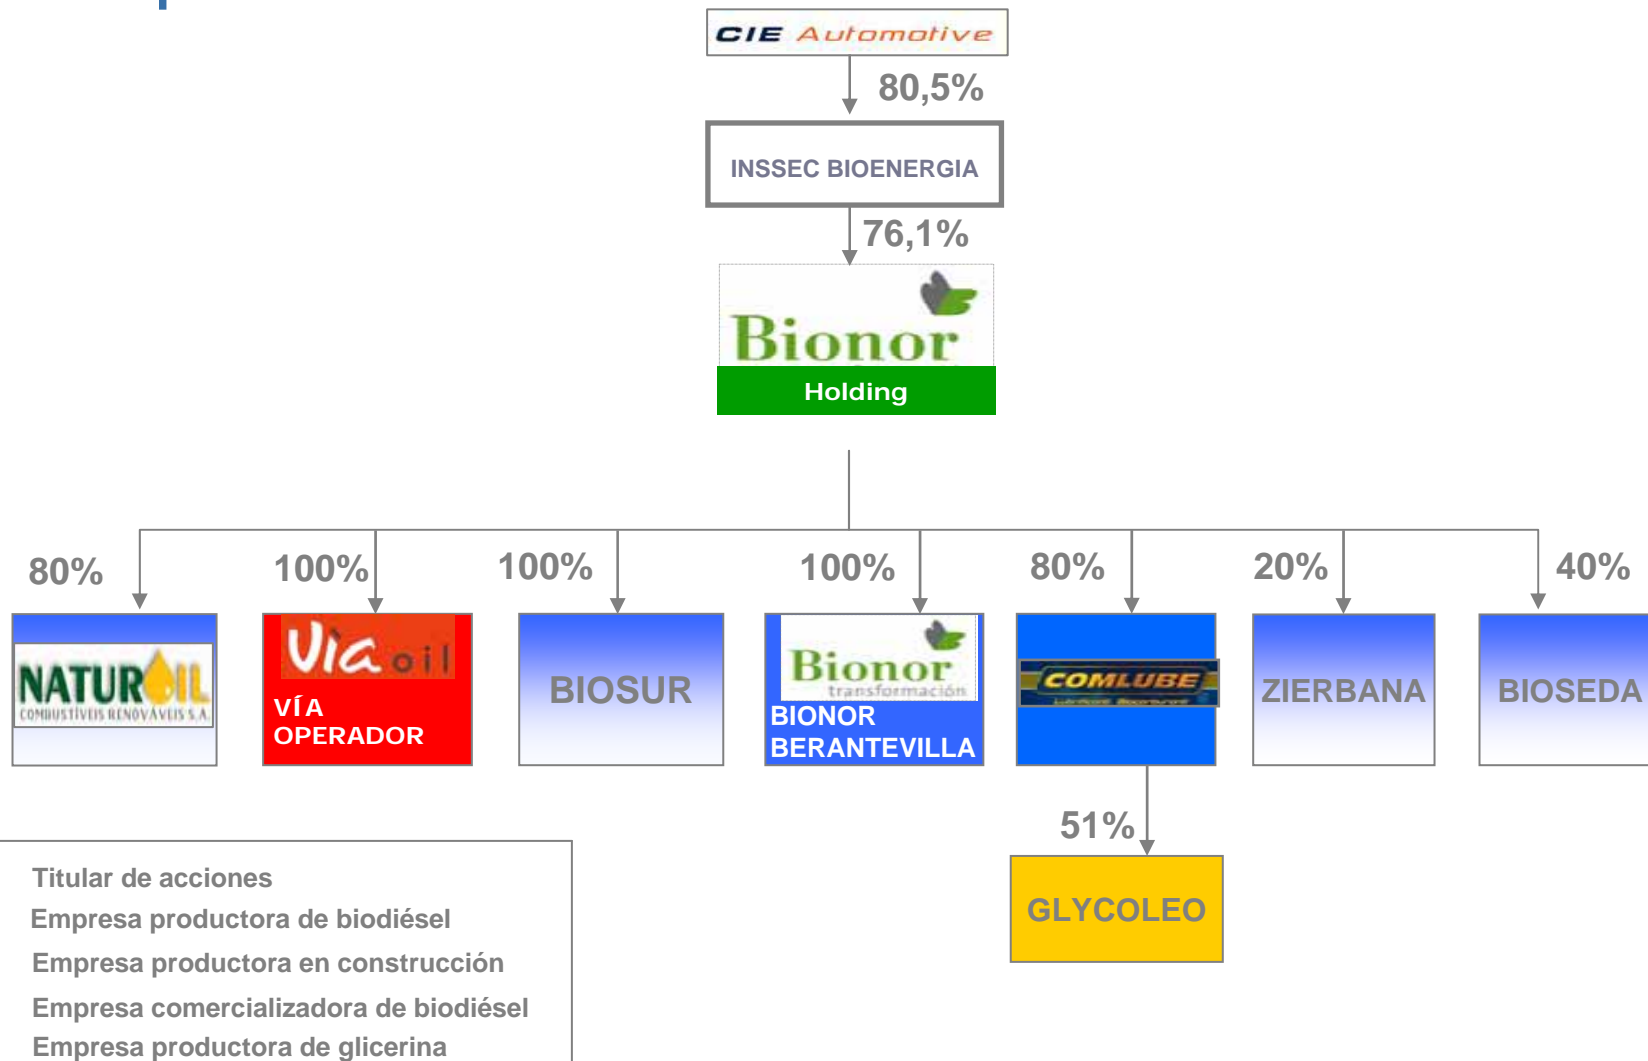 CIE Automotive
80,5%
INSSEC BIOENERGIA
76,1%
Bionor
Holding
80%
100%
100%
100%
80%
20%
40%
NATUROIL
COMBUSTÍVEIS RENOVÁVEIS S.A.
Vìa oil
VÍA
OPERADOR
BIOSUR
Bionor
transformación
BIONOR
BERANTEVILLA
COMLUBE
ZIERBANA
BIOSEDA
51%
GLYCOLEO
Titular de acciones
Empresa productora de biodiésel
Empresa productora en construcción
Empresa comercializadora de biodiésel
Empresa productora de glicerina